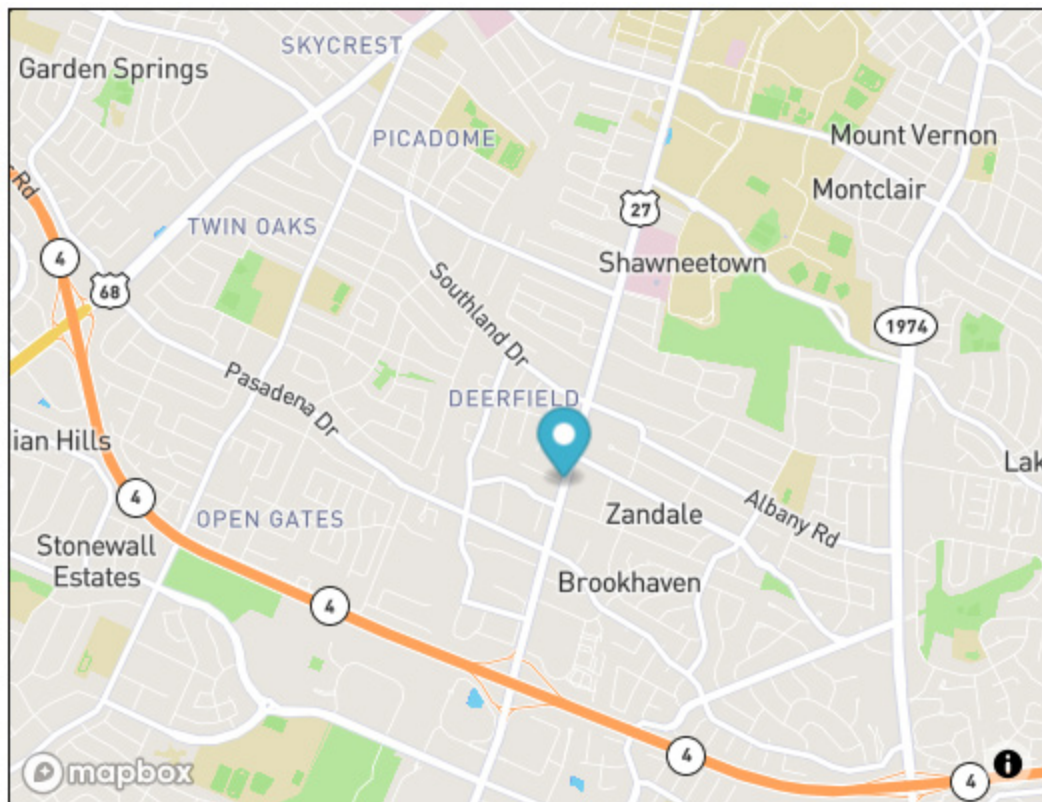 SKYCREST
Garden Springs
PICADOME
Mount Vernon
Rd
Montclair
27
TWIN OAKS
4
Shawneetown
68
Southland Dr
1974
Pasadena Dr
DEERFIELD
ian Hills
Lak
4
Zandale
Albany Rd
OPEN GATES
Stonewall
Estates
Brookhaven
4
4
i
4
mapbox